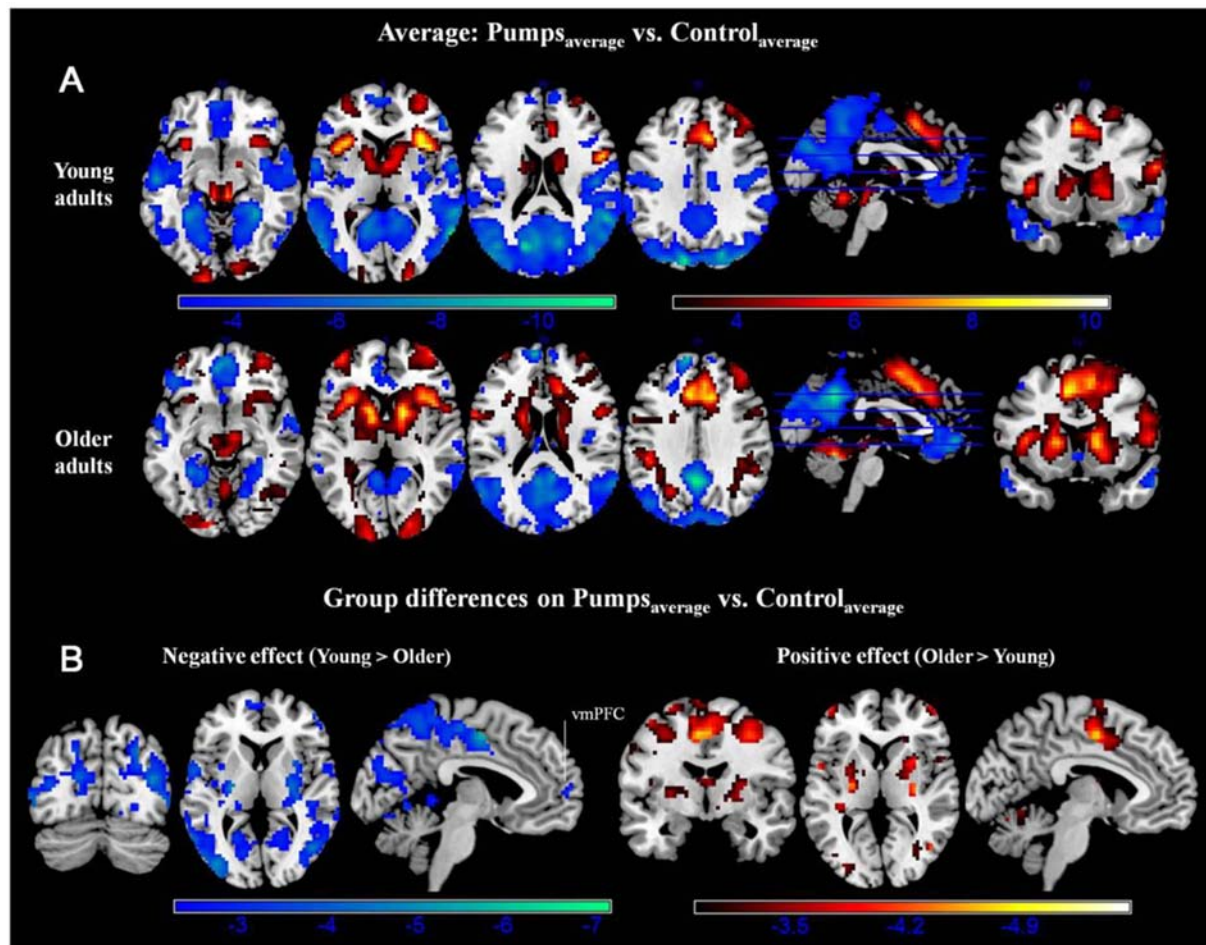 Average: Pumpsaverage vs. Controlaverage
A
Young
adults
-4 -6 -8 -10 4 6 8 10
Older
adults
Group differences on Pumpsaverage vs. Controlaverage
B
Negative effect (Young > Older) Positive effect (Older > Young)
vmPFC
-3 -4 -5 -6 -7 -3.5 -4.2 -4.9